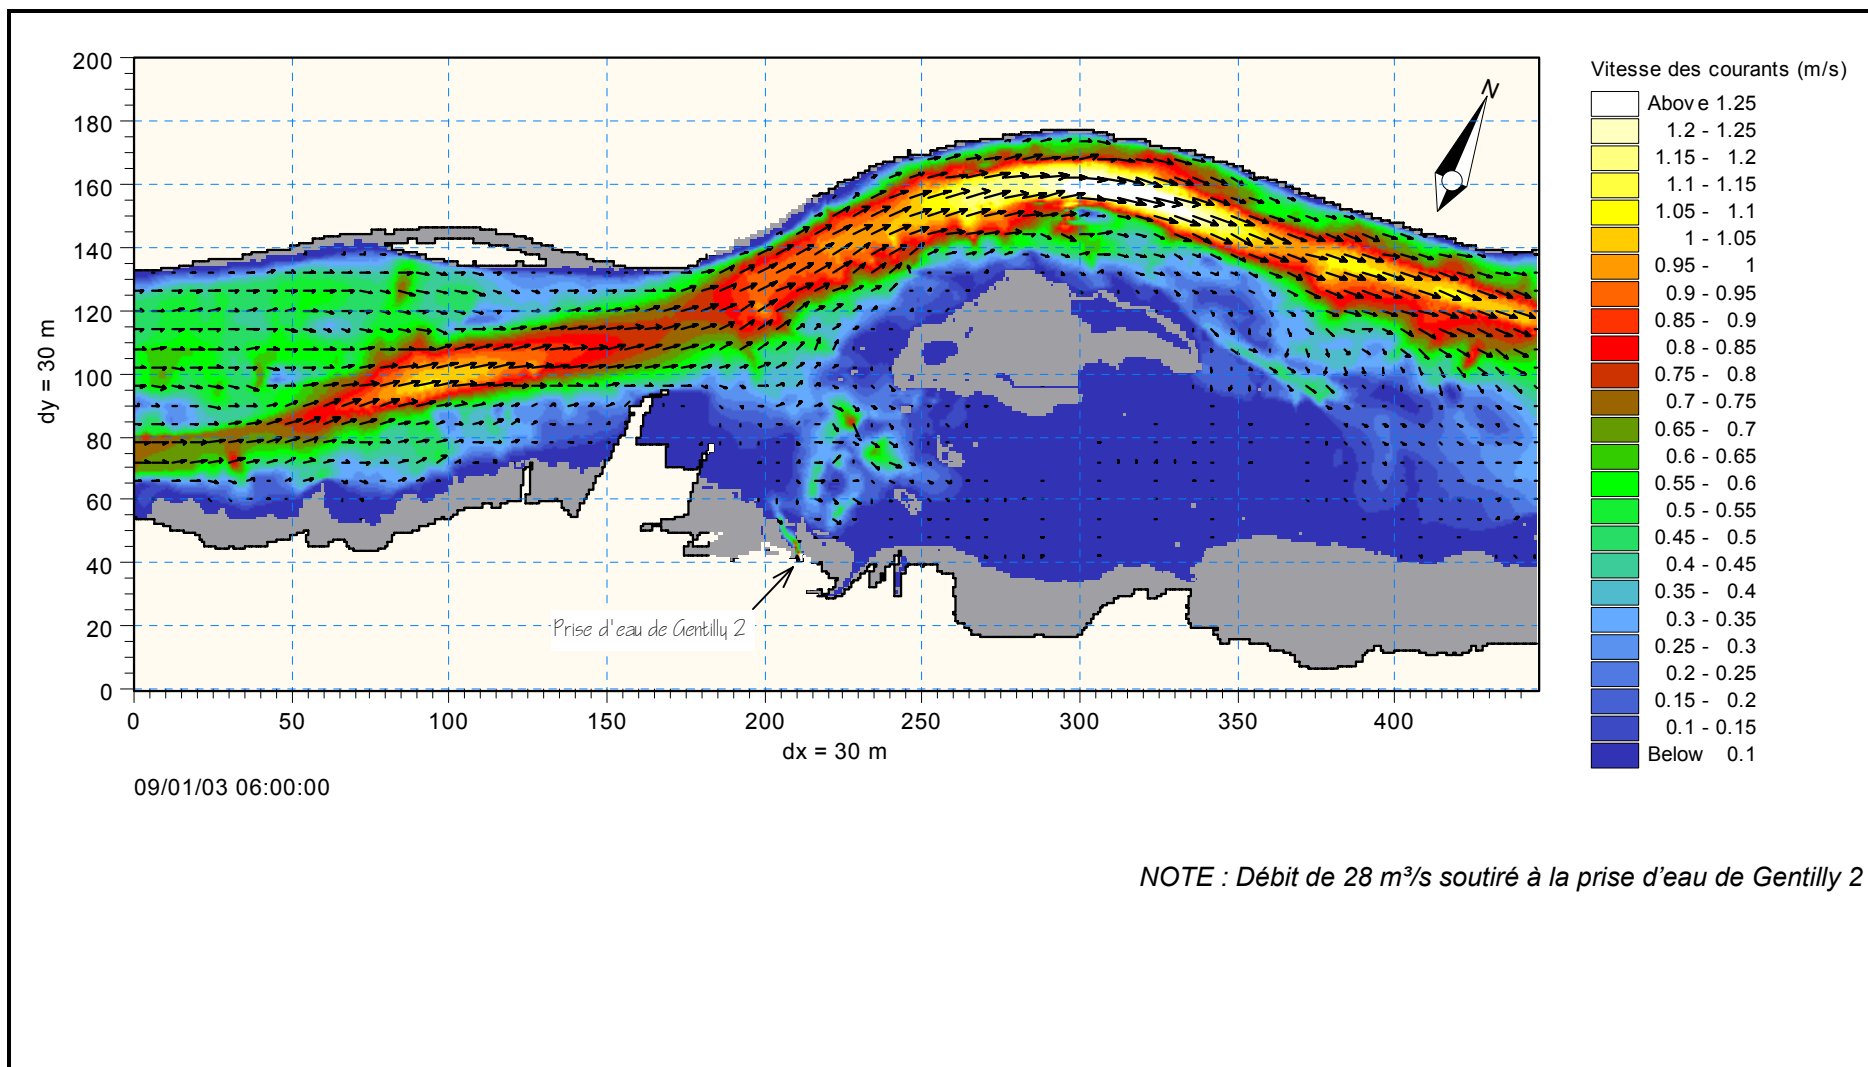 200
180
160
140
120
100
80
60
40
20
0
dy = 30 m
0 50 100 150 200 250 300 350 400
dx = 30 m
N
Prise d'eau de Gentilly 2
09/01/03 06:00:00
Vitesse des courants (m/s)
Above 1.25
1.2 - 1.25
1.15 - 1.2
1.1 - 1.15
1.05 - 1.1
1 - 1.05
0.95 - 1
0.9 - 0.95
0.85 - 0.9
0.8 - 0.85
0.75 - 0.8
0.7 - 0.75
0.65 - 0.7
0.6 - 0.65
0.55 - 0.6
0.5 - 0.55
0.45 - 0.5
0.4 - 0.45
0.35 - 0.4
0.3 - 0.35
0.25 - 0.3
0.2 - 0.25
0.15 - 0.2
0.1 - 0.15
Below 0.1
NOTE : Débit de 28 m³/s soutiré à la prise d’eau de Gentilly 2